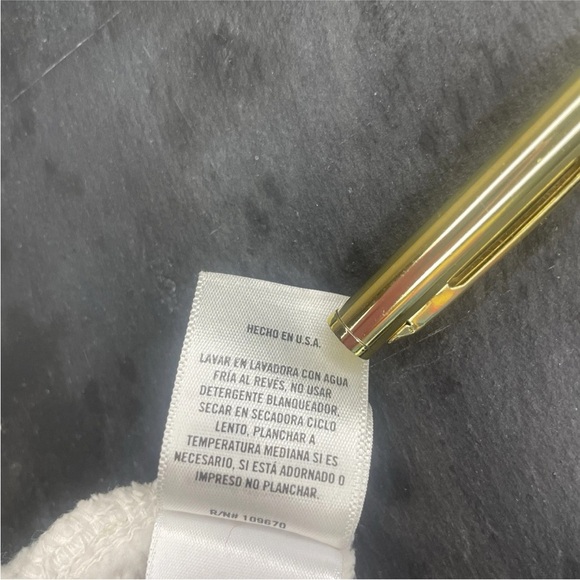 HECHO EN U.S.A.
LAVAR EN LAVADORA CON AGUA
FRÍA AL REVÉS, NO USAR
DETERGENTE BLANQUEADOR,
SECAR EN SECADORA CICLO
LENTO, PLANCHAR A
TEMPERATURA MEDIANA SI ES
NECESARIO, SI ESTÁ ADORNADO O
IMPRESO NO PLANCHAR.
R/N# 109670